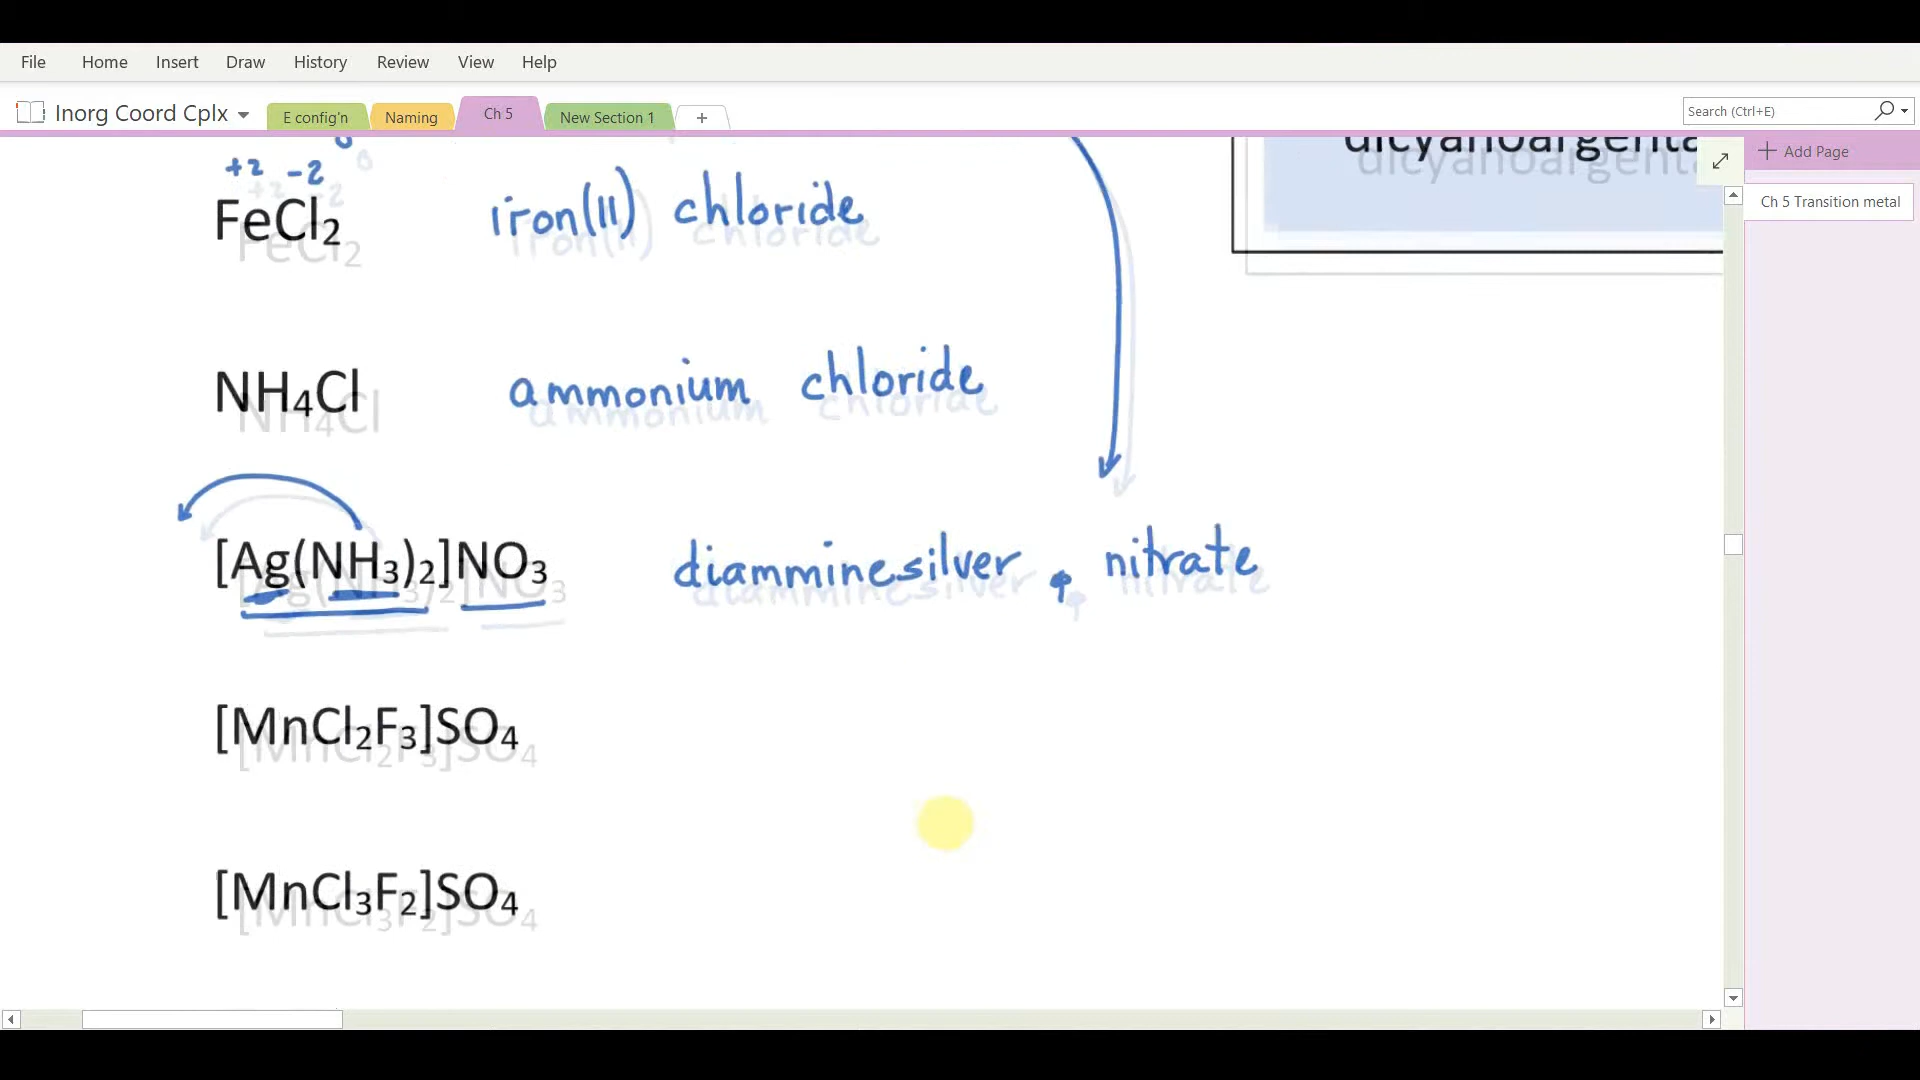 File Home Insert Draw History Review View Help
Inorg Coord Cplx E config'n Naming Ch 5 New Section 1 + Search (Ctrl+E)
Add Page
Ch 5 Transition metal
+2 -2
FeCl₂ iron(II) chloride
NH₄Cl ammonium chloride
[Ag(NH₃)₂]NO₃ diamminesilver nitrate
[MnCl₂F₃]SO₄
[MnCl₃F₂]SO₄